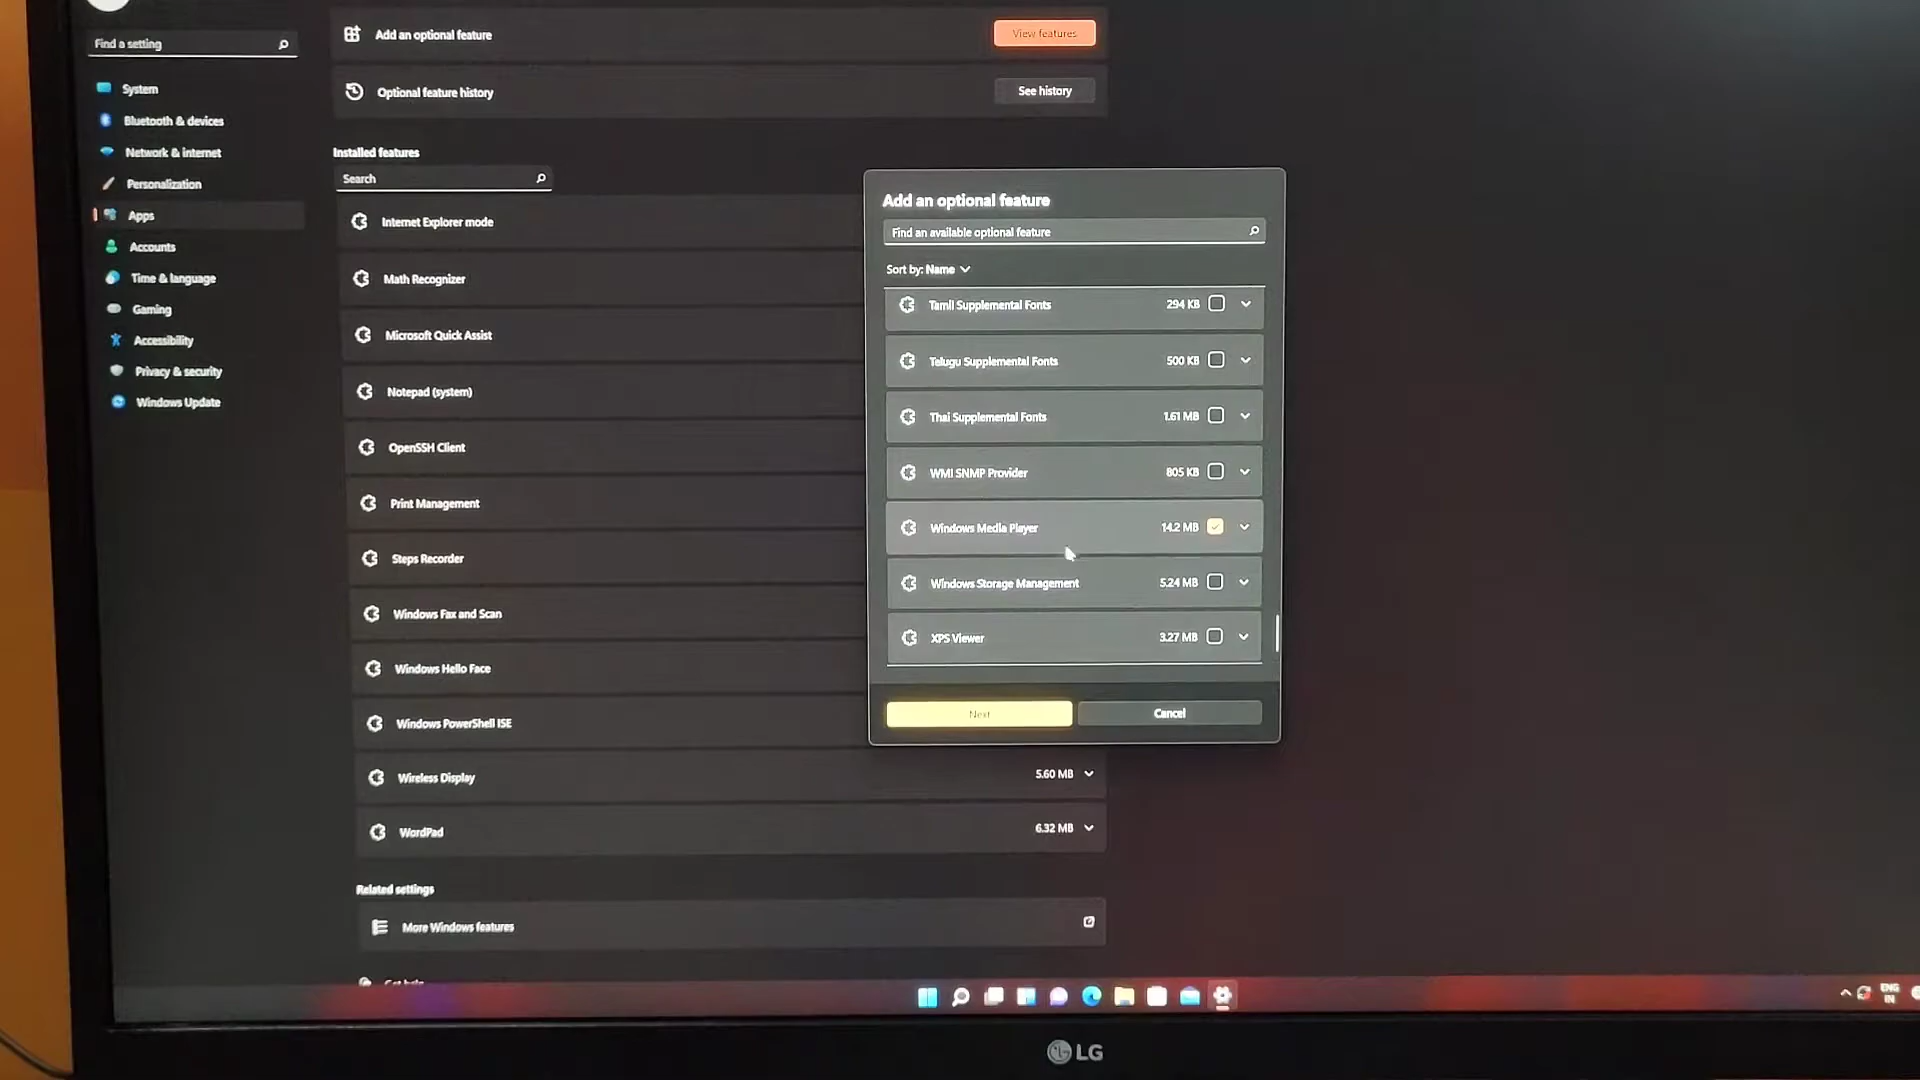 Find a setting
System
Bluetooth & devices
Network & internet
Personalization
Apps
Accounts
Time & language
Gaming
Accessibility
Privacy & security
Windows Update
Add an optional feature
View features
Optional feature history
See history
Installed features
Search
Internet Explorer mode
Math Recognizer
Microsoft Quick Assist
Notepad (system)
OpenSSH Client
Print Management
Steps Recorder
Windows Fax and Scan
Windows Hello Face
Windows PowerShell ISE
Wireless Display 5.60 MB
WordPad 6.32 MB
Related settings
More Windows features
Get help
Add an optional feature
Find an available optional feature
Sort by: Name
Tamil Supplemental Fonts 294 KB
Telugu Supplemental Fonts 500 KB
Thai Supplemental Fonts 1.61 MB
WMI SNMP Provider 805 KB
Windows Media Player 14.2 MB
Windows Storage Management 5.24 MB
XPS Viewer 3.27 MB
Next Cancel
ENG
IN
LG